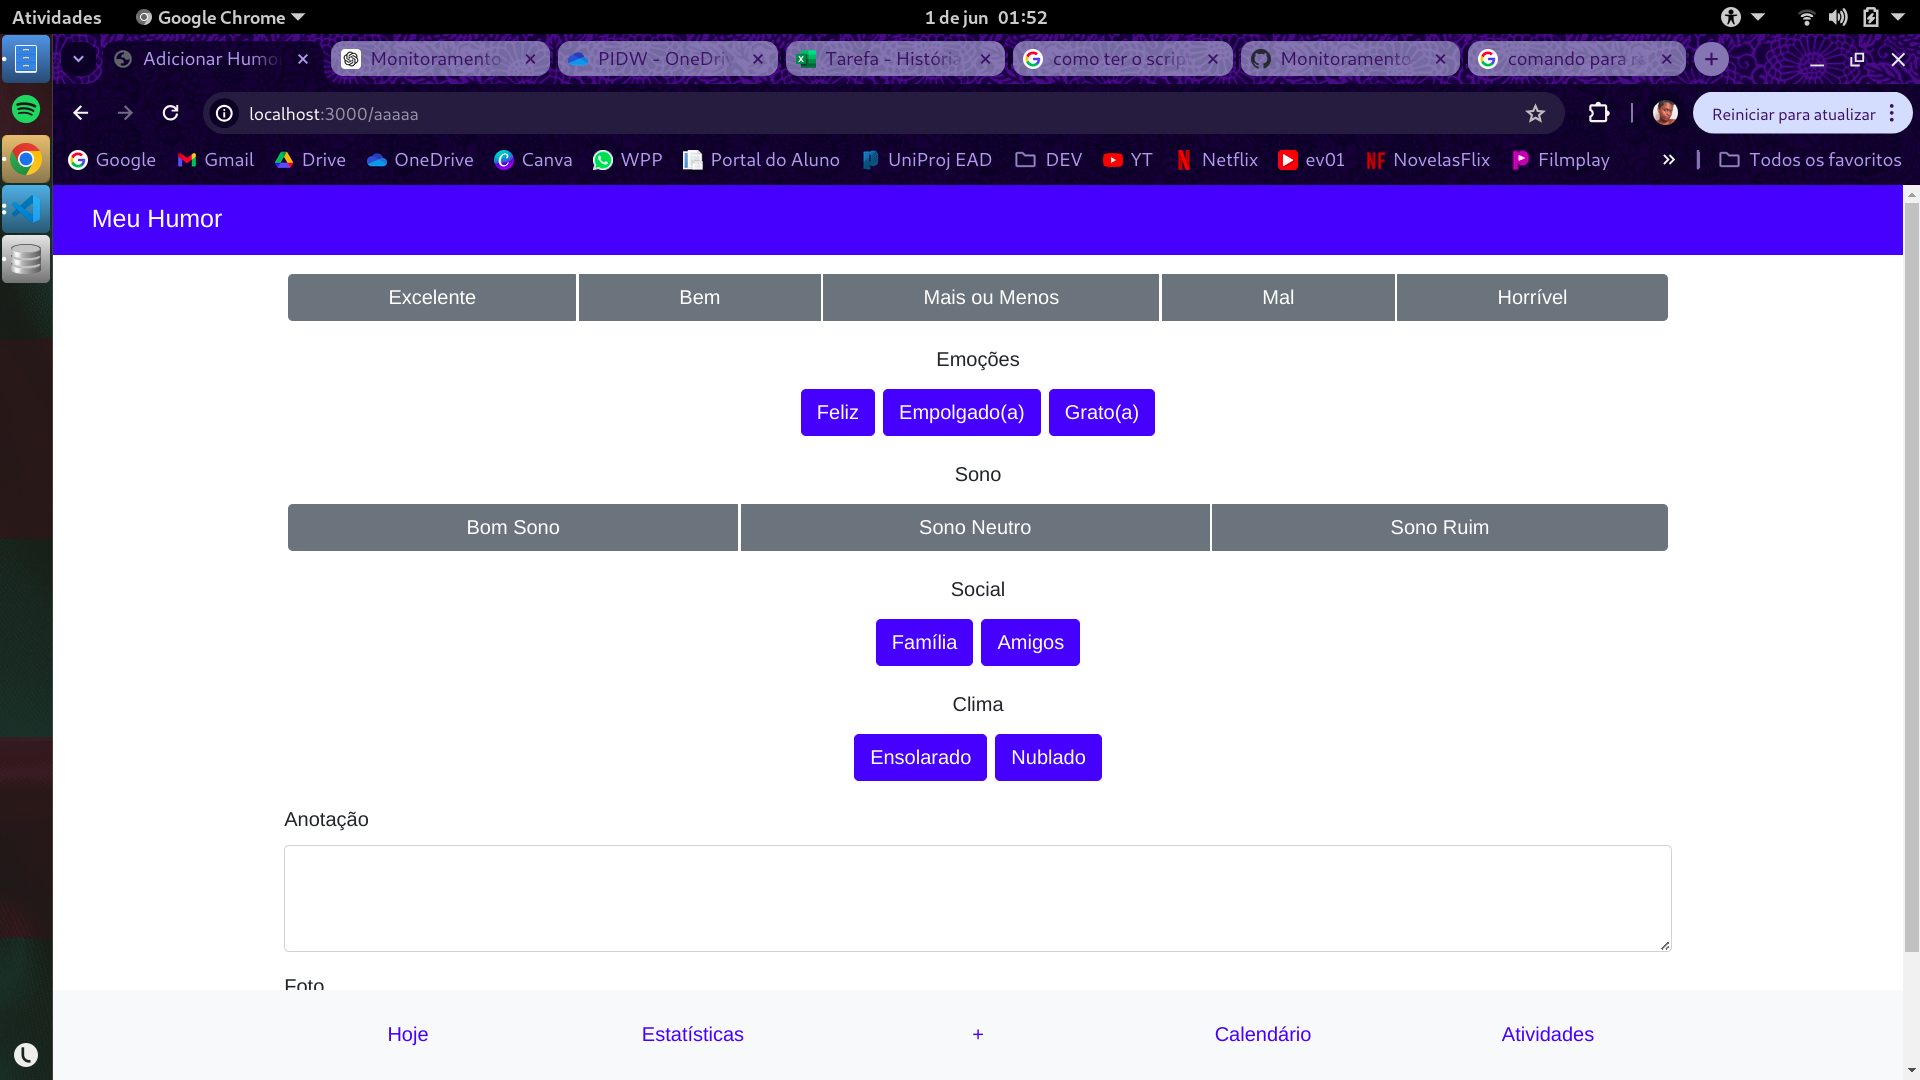 Atividades Google Chrome 1 de jun 01:52
Adicionar Humo Monitoramento PIDW - OneDri Tarefa - História como ter o scrip Monitoramento comando para r
localhost:3000/aaaaa Reiniciar para atualizar
Google Gmail Drive OneDrive Canva WPP Portal do Aluno UniProj EAD DEV YT Netflix ev01 NF NovelasFlix Filmplay » Todos os favoritos
Meu Humor
Excelente Bem Mais ou Menos Mal Horrível
Emoções
Feliz Empolgado(a) Grato(a)
Sono
Bom Sono Sono Neutro Sono Ruim
Social
Família Amigos
Clima
Ensolarado Nublado
Anotação
Foto
Hoje Estatísticas + Calendário Atividades